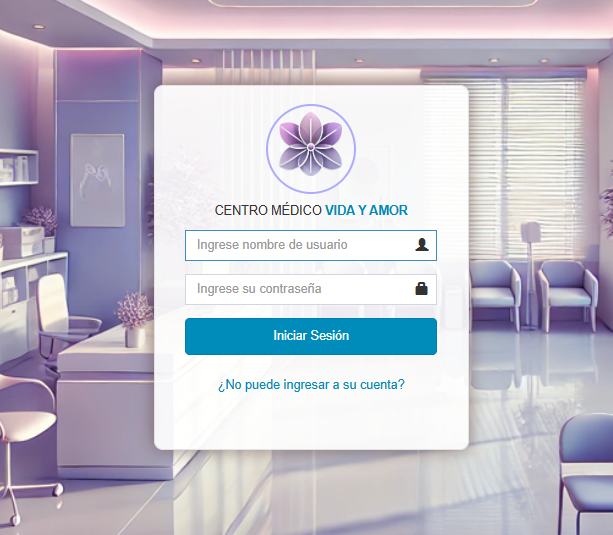 CENTRO MÉDICO VIDA Y AMOR
Ingrese nombre de usuario
Ingrese su contraseña
Iniciar Sesión
¿No puede ingresar a su cuenta?